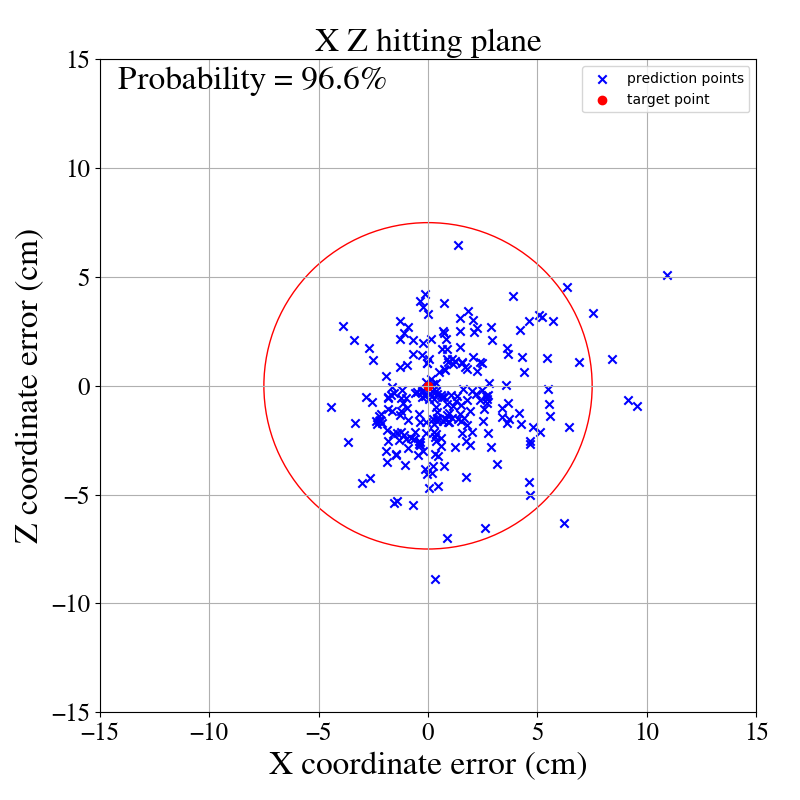 X Z hitting plane
Probability = 96.6%
prediction points
target point
Z coordinate error (cm)
15
10
5
0
−5
−10
−15
−15
−10
−5
0
5
10
15
X coordinate error (cm)